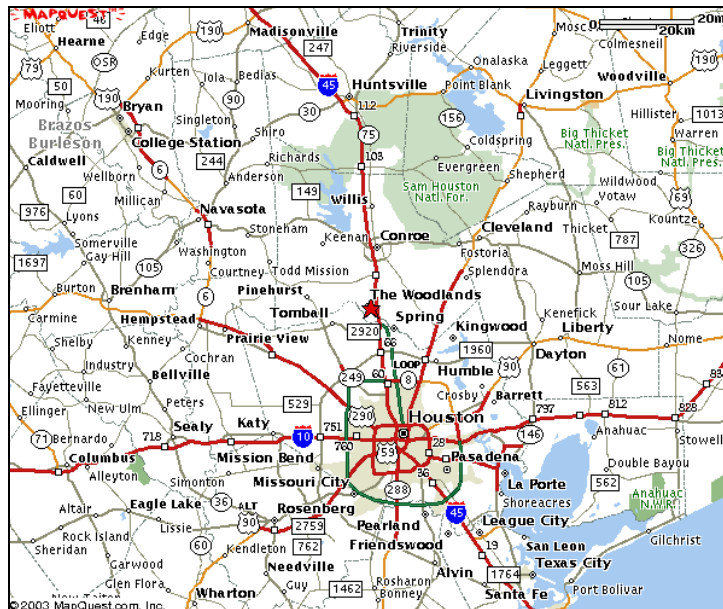 MAPQUEST
46
Eliott
Edge
190
Madisonville
Trinity
Mosc
20m
0
20km
Colmesneil
Hearne
OSR
247
Riverside
Onalaska
Leggett
Woodville
79
50
Kurten
Iola
Bedias
45
Huntsville
190
Point Blank
190
Mooring
190
Bryan
90
30
112
Livingston
Hillister
1013
Singleton
Shiro
75
156
Warren
Brazos
Burleson
College Station
Coldspring
Big Thicket
Natl. Pres.
Big Thicket
Natl. Pres.
Caldwell
244
Richards
103
Evergreen
Wellborn
6
Anderson
149
Sam Houston
Natl. For.
Shepherd
Wildwood
60
Millican
Willis
Votaw
69
976
Lyons
Navasota
Rayburn
Kountze
Stoneham
Keenan
Conroe
Cleveland
Thicket
787
326
Somerville
Gay Hill
Washington
1697
105
Courtney
Todd Mission
Fostoria
Moss Hill
105
Burton
Brenham
6
Pinehurst
The Woodlands
Splendora
Sour Lake
Carmine
Hempstead
Tomball
Spring
Kenefick
Shelby
Kenney
Prairie View
2920
66
Kingwood
Liberty
Nome
Industry
Cochran
1960
Dayton
Bellville
249
60
LOOP
8
Humble
90
61
Fayetteville
New Ulm
Peters
529
Crosby
Barrett
563
83
Ellinger
290
Houston
797
812
828
71
Bernardo
718
Sealy
Katy
751
10
760
59
28
146
Anahuac
Stowell
Columbus
Mission Bend
Pasadena
Double Bayou
Alleyton
Simonton
Missouri City
36
La Porte
562
Altair
Eagle Lake
36
ALT
90
Rosenberg
288
Shoreacres
Anahuac
N.W.R.
Lissie
2759
Pearland
45
League City
Gilchrist
Rock Island
Sheridan
60
Kendleton
762
Friendswood
19
San Leon
Garwood
Needville
Alvin
1764
Texas City
Glen Flora
Guy
1462
Rosharon
Port Bolivar
New Taiton
Wharton
Bonney
Santa Fe
©2003 MapQuest.com, Inc.